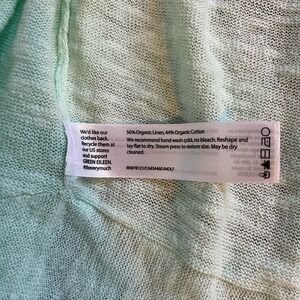 We'd like our
clothes back.
Recycle them at
our US stores
and support
GREEN EILEEN.
56% Organic Linen, 44% Organic Cotton
We recommend hand wash cold, no bleach. Reshape and
lay flat to dry. Steam press to restore size. May be dry
cleaned.